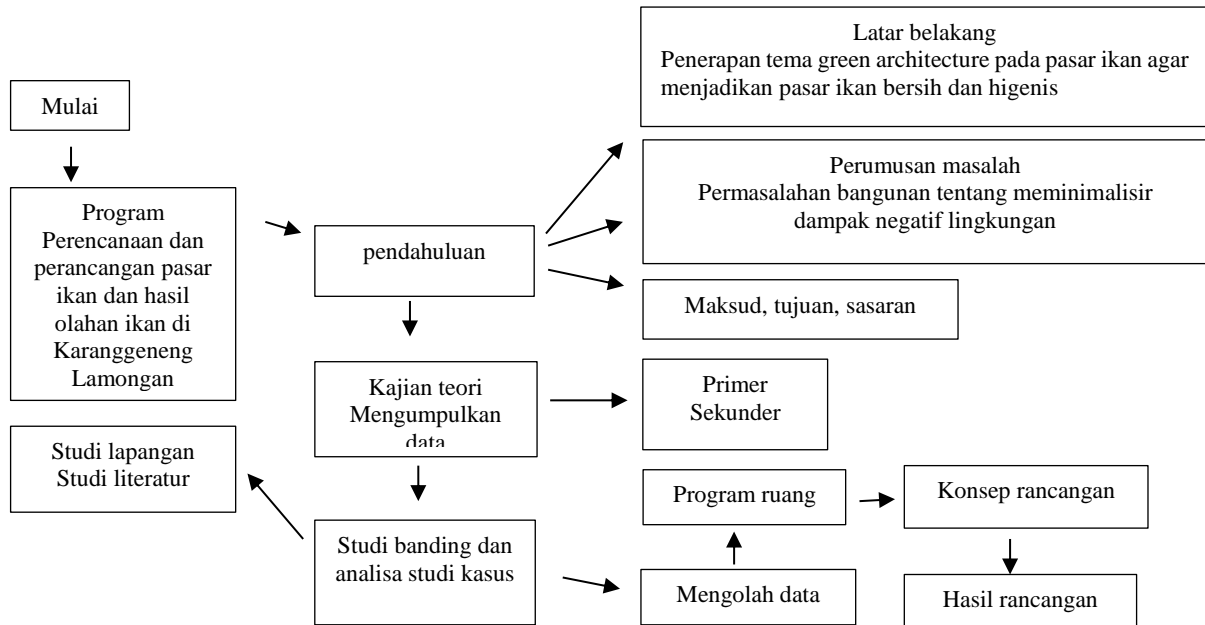 Mulai
Program
Perencanaan dan
perancangan pasar
ikan dan hasil
olahan ikan di
Karanggeneng
Lamongan
pendahuluan
Latar belakang
Penerapan tema green architecture pada pasar ikan agar
menjadikan pasar ikan bersih dan higenis
Perumusan masalah
Permasalahan bangunan tentang meminimalisir
dampak negatif lingkungan
Maksud, tujuan, sasaran
Kajian teori
Mengumpulkan
data
Primer
Sekunder
Studi banding dan
analisa studi kasus
Studi lapangan
Studi literatur
Mengolah data
Program ruang
Konsep rancangan
Hasil rancangan